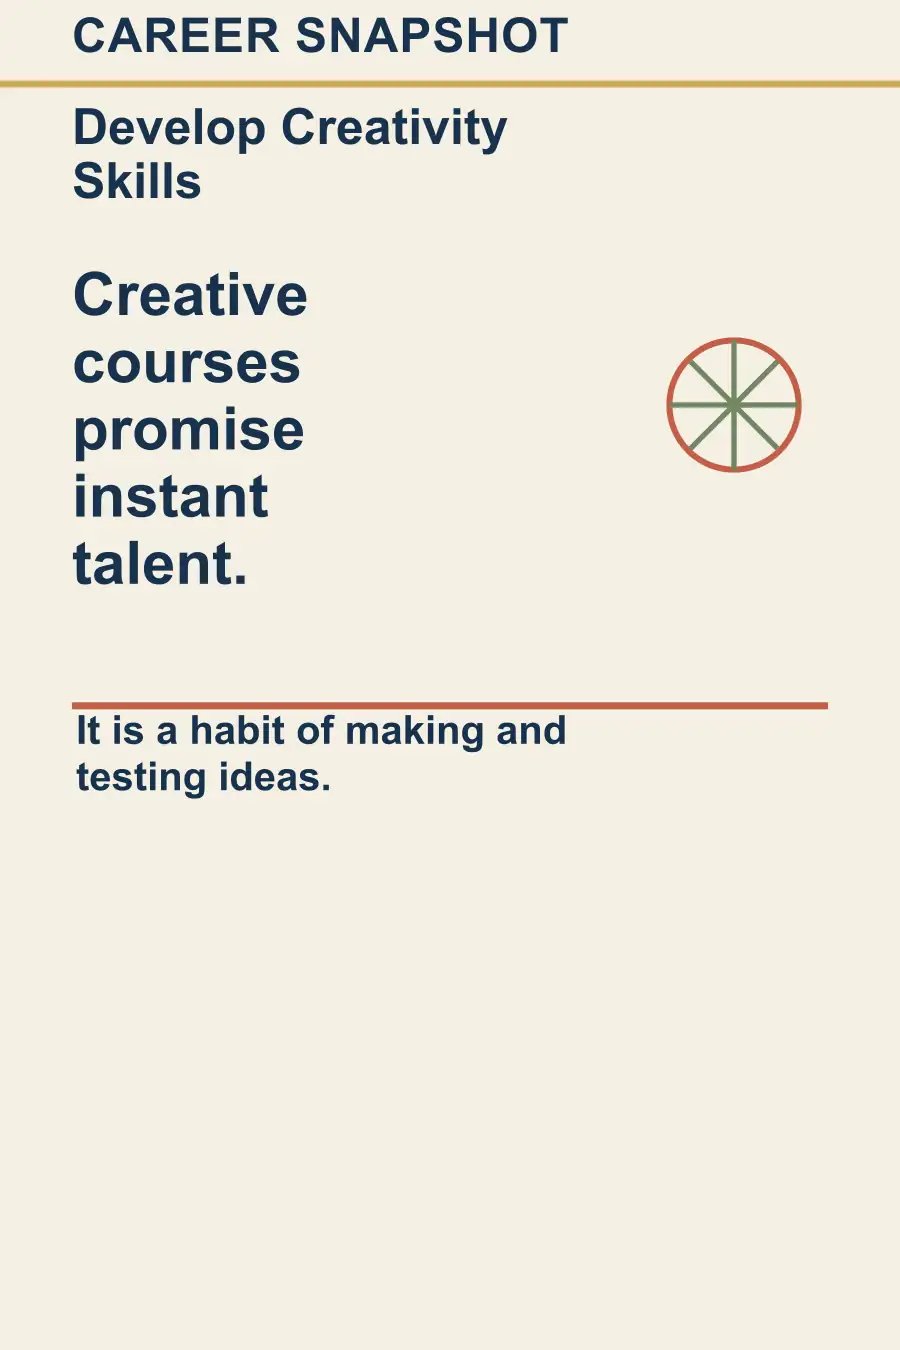 CAREER SNAPSHOT
Develop Creativity
Skills
Creative
courses
promise
instant
talent.
It is a habit of making and
testing ideas.